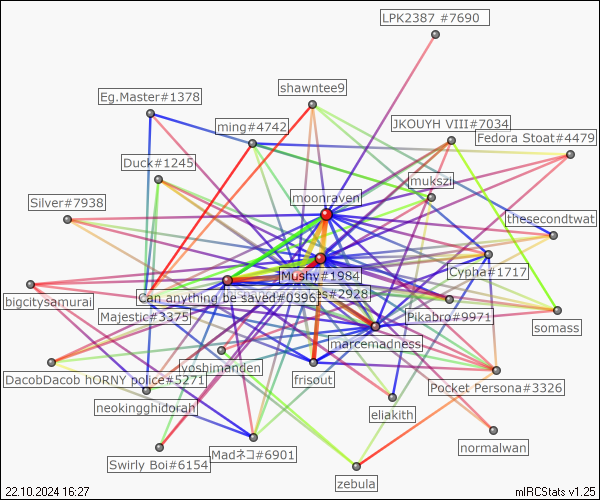 LPK2387 #7690
shawntee9
Eg.Master#1378
ming#4742
JKOUYH VIII#7034
Fedora Stoat#4479
Duck#1245
mukszi
moonraven
Silver#7938
thesecondtwat
Mushy#1984
Cypha#1717
Can anything be saved#0396
s#2928
bigcitysamurai
Majestic#3375
Pikabro#9971
somass
marcemadness
yoshimanden
DacobDacob hORNY police#5271
frisout
Pocket Persona#3326
neokingghidorah
eliakith
normalwan
Madネコ#6901
Swirly Boi#6154
zebula
22.10.2024 16:27
mIRCStats v1.25